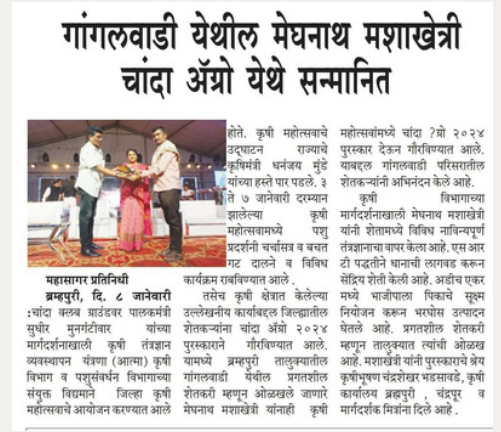 गांगलवाडी येथील मेघनाथ मशाखेत्री
चांदा ॲग्रो येथे सन्मानित
महासागर प्रतिनिधी
ब्रम्हपुरी, दि. ८ जानेवारी
:चांदा क्लब ग्राउंडवर पालकमंत्री
सुधीर मुनगंटीवार यांच्या
मार्गदर्शनाखाली कृषी तंत्रज्ञान
व्यवस्थापन यंत्रणा (आत्मा) कृषी
विभाग व पशुसंवर्धन विभागाच्या
संयुक्त विद्यमाने जिल्हा कृषी
महोत्सवाचे आयोजन करण्यात आले
होते. कृषी महोत्सवाचे
उद्घाटन राज्याचे
कृषिमंत्री धनंजय मुंडे
यांच्या हस्ते पार पडले. ३
ते ७ जानेवारी दरम्यान
झालेल्या कृषी
महोत्सवामध्ये पशु
प्रदर्शनी चर्चासत्र व बचत
गट दालने व विविध
कार्यक्रम राबविण्यात आले .
तसेच कृषी क्षेत्रात केलेल्या
उल्लेखनीय कार्याबद्दल जिल्ह्यातील
शेतकऱ्यांना चांदा ॲग्रो २०२४
पुरस्काराने गौरविण्यात आले.
यामध्ये ब्रम्हपुरी तालुक्यातील
गांगलवाडी येथील प्रगतशील
शेतकरी म्हणून ओळखले जाणारे
मेघनाथ मशाखेत्री यांनाही कृषी
महोत्सवांमध्ये चांदा ?ग्रो २०२४
पुरस्कार देऊन गौरविण्यात आले.
याबद्दल गांगलवाडी परिसरातील
शेतकऱ्यांनी अभिनंदन केले आहे.
कृषी विभागाच्या
मार्गदर्शनाखाली मेघनाथ मशाखेत्री
यांनी शेतामध्ये विविध नाविन्यपूर्ण
तंत्रज्ञानाचा वापर केला आहे. एस आर
टी पद्धतीने धानाची लागवड करून
सेंद्रिय शेती केली आहे. अडीच एकर
मध्ये भाजीपाला पिकाचे सूक्ष्म
नियोजन करून भरघोस उत्पादन
घेतले आहे. प्रगतशील शेतकरी
म्हणून तालुक्यात त्यांची ओळख
आहे. मशाखेत्री यांनी पुरस्काराचे श्रेय
कृषीभूषण चंद्रशेखर भडसावडे, कृषी
कार्यालय ब्रह्मपुरी , चंद्रपूर व
मार्गदर्शक मित्रांना दिले आहे .